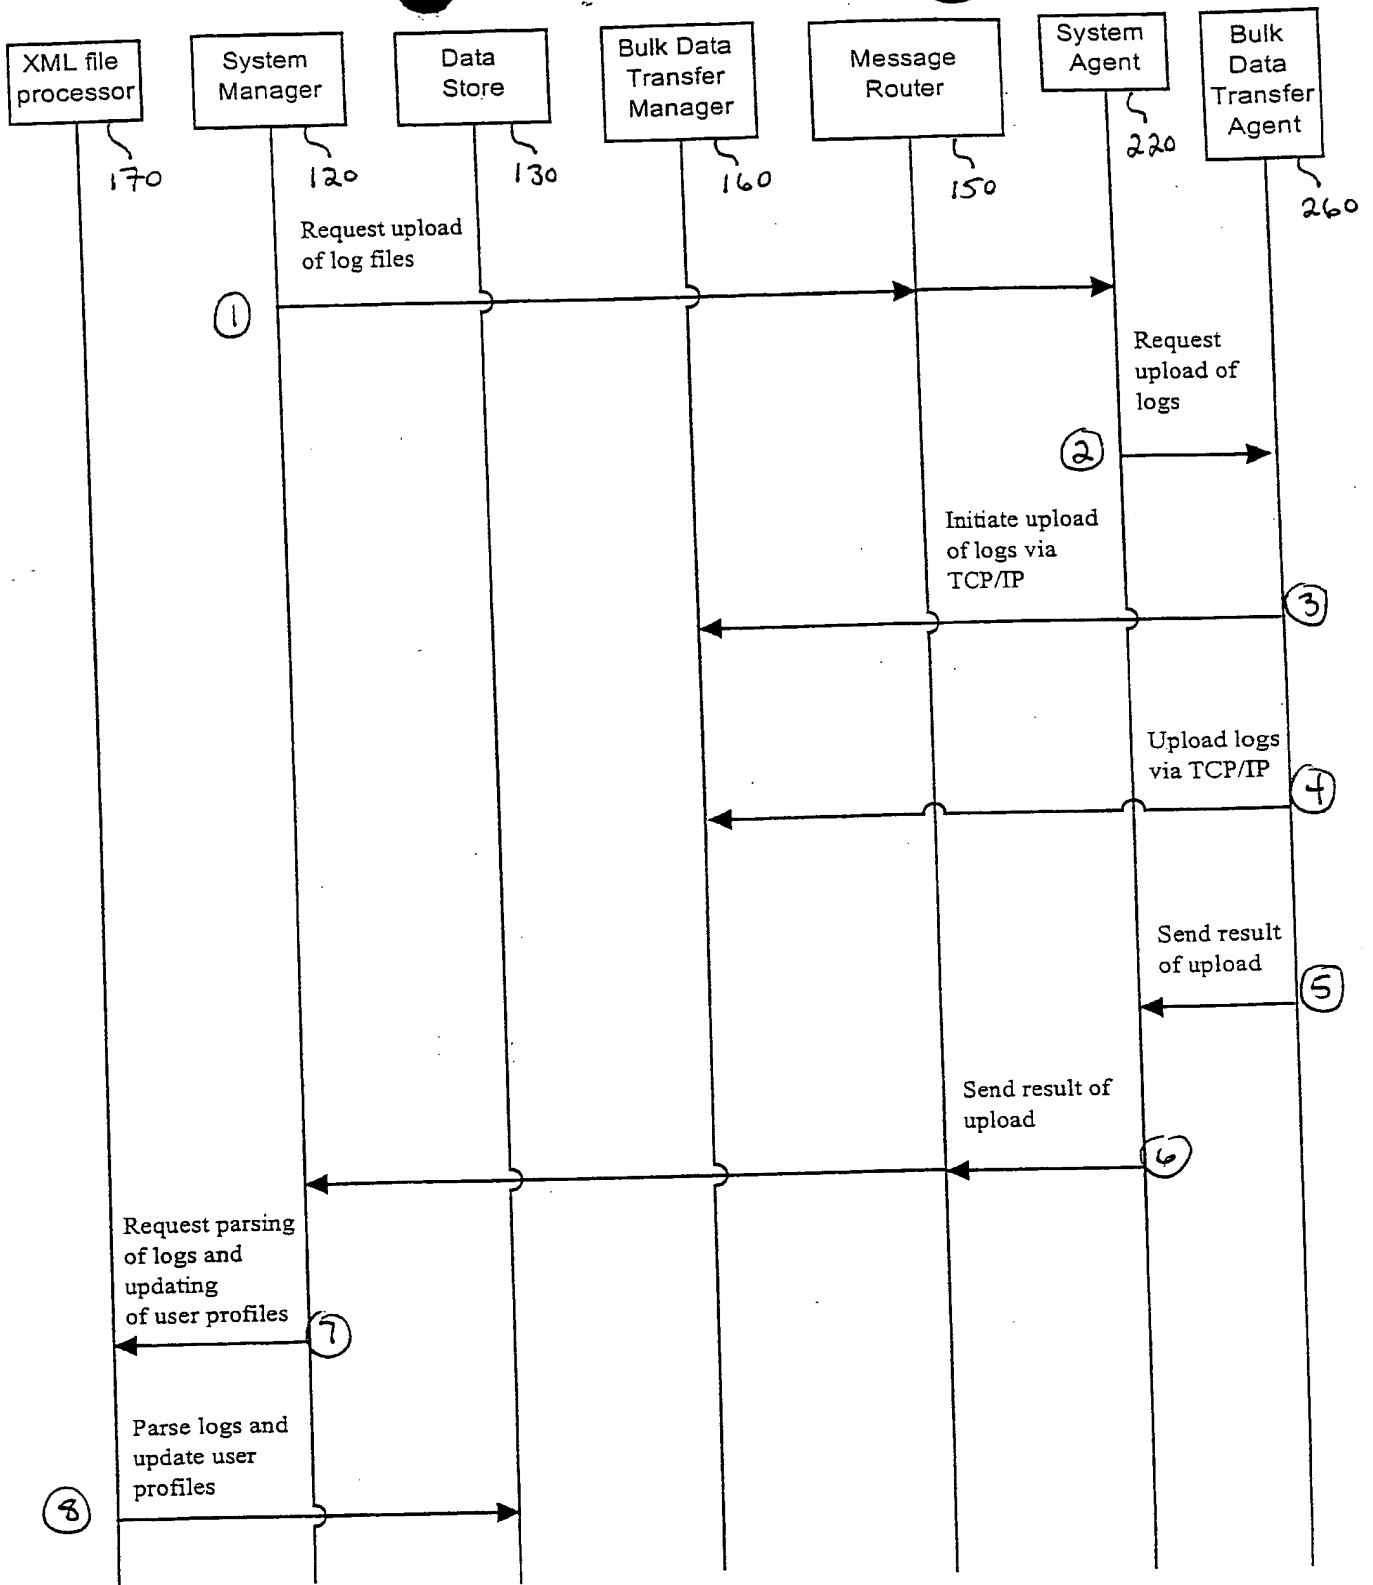 XML file
processor
System
Manager
Data
Store
Bulk Data
Transfer
Manager
Message
Router
System
Agent
Bulk
Data
Transfer
Agent
170
120
130
160
150
220
260
Request upload
of log files
1
Request
upload of
logs
2
Initiate upload
of logs via
TCP/IP
3
Upload logs
via TCP/IP
4
Send result
of upload
5
Send result of
upload
6
Request parsing
of logs and
updating
of user profiles
7
Parse logs and
update user
profiles
8